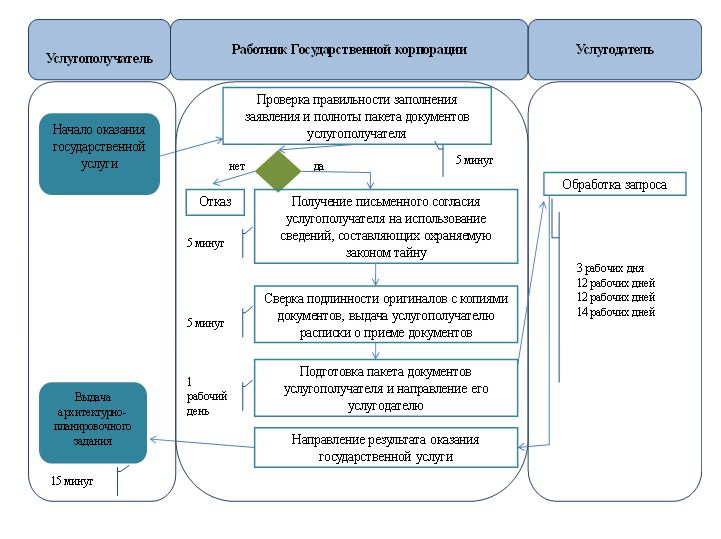 Услугополучатель
Работник Государственной корпорации
Услугодатель
Начало оказания
государственной
услуги
Проверка правильности заполнения
заявления и полноты пакета документов
услугополучателя
5 минут
нет
да
Отказ
Получение письменного согласия
услугополучателя на использование
сведений, составляющих охраняемую
законом тайну
5 минут
Обработка запроса
3 рабочих дня
12 рабочих дней
12 рабочих дней
14 рабочих дней
Сверка подлинности оригиналов с копиями
документов, выдача услугополучателю
расписки о приеме документов
5 минут
Подготовка пакета документов
услугополучателя и направление его
услугодателю
1
рабочий
день
Направление результата оказания
государственной услуги
Выдача
архитектурно-
планировочного
задания
15 минут